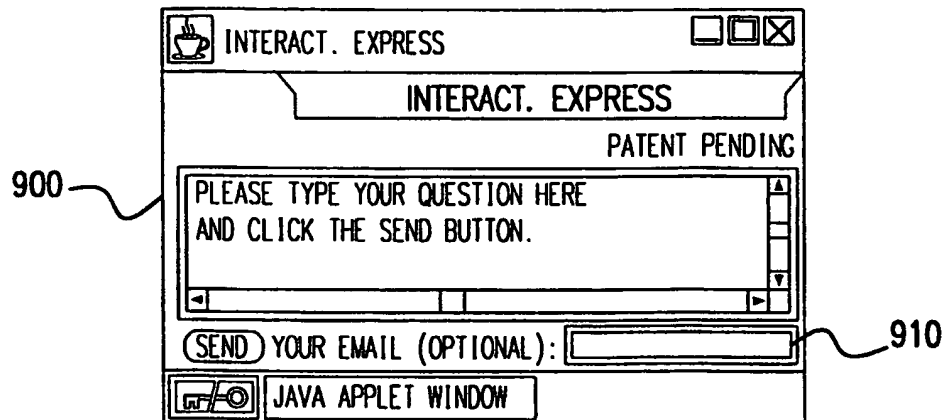 INTERACT. EXPRESS
INTERACT. EXPRESS
PATENT PENDING
900
PLEASE TYPE YOUR QUESTION HERE
AND CLICK THE SEND BUTTON.
SEND YOUR EMAIL (OPTIONAL):
910
JAVA APPLET WINDOW